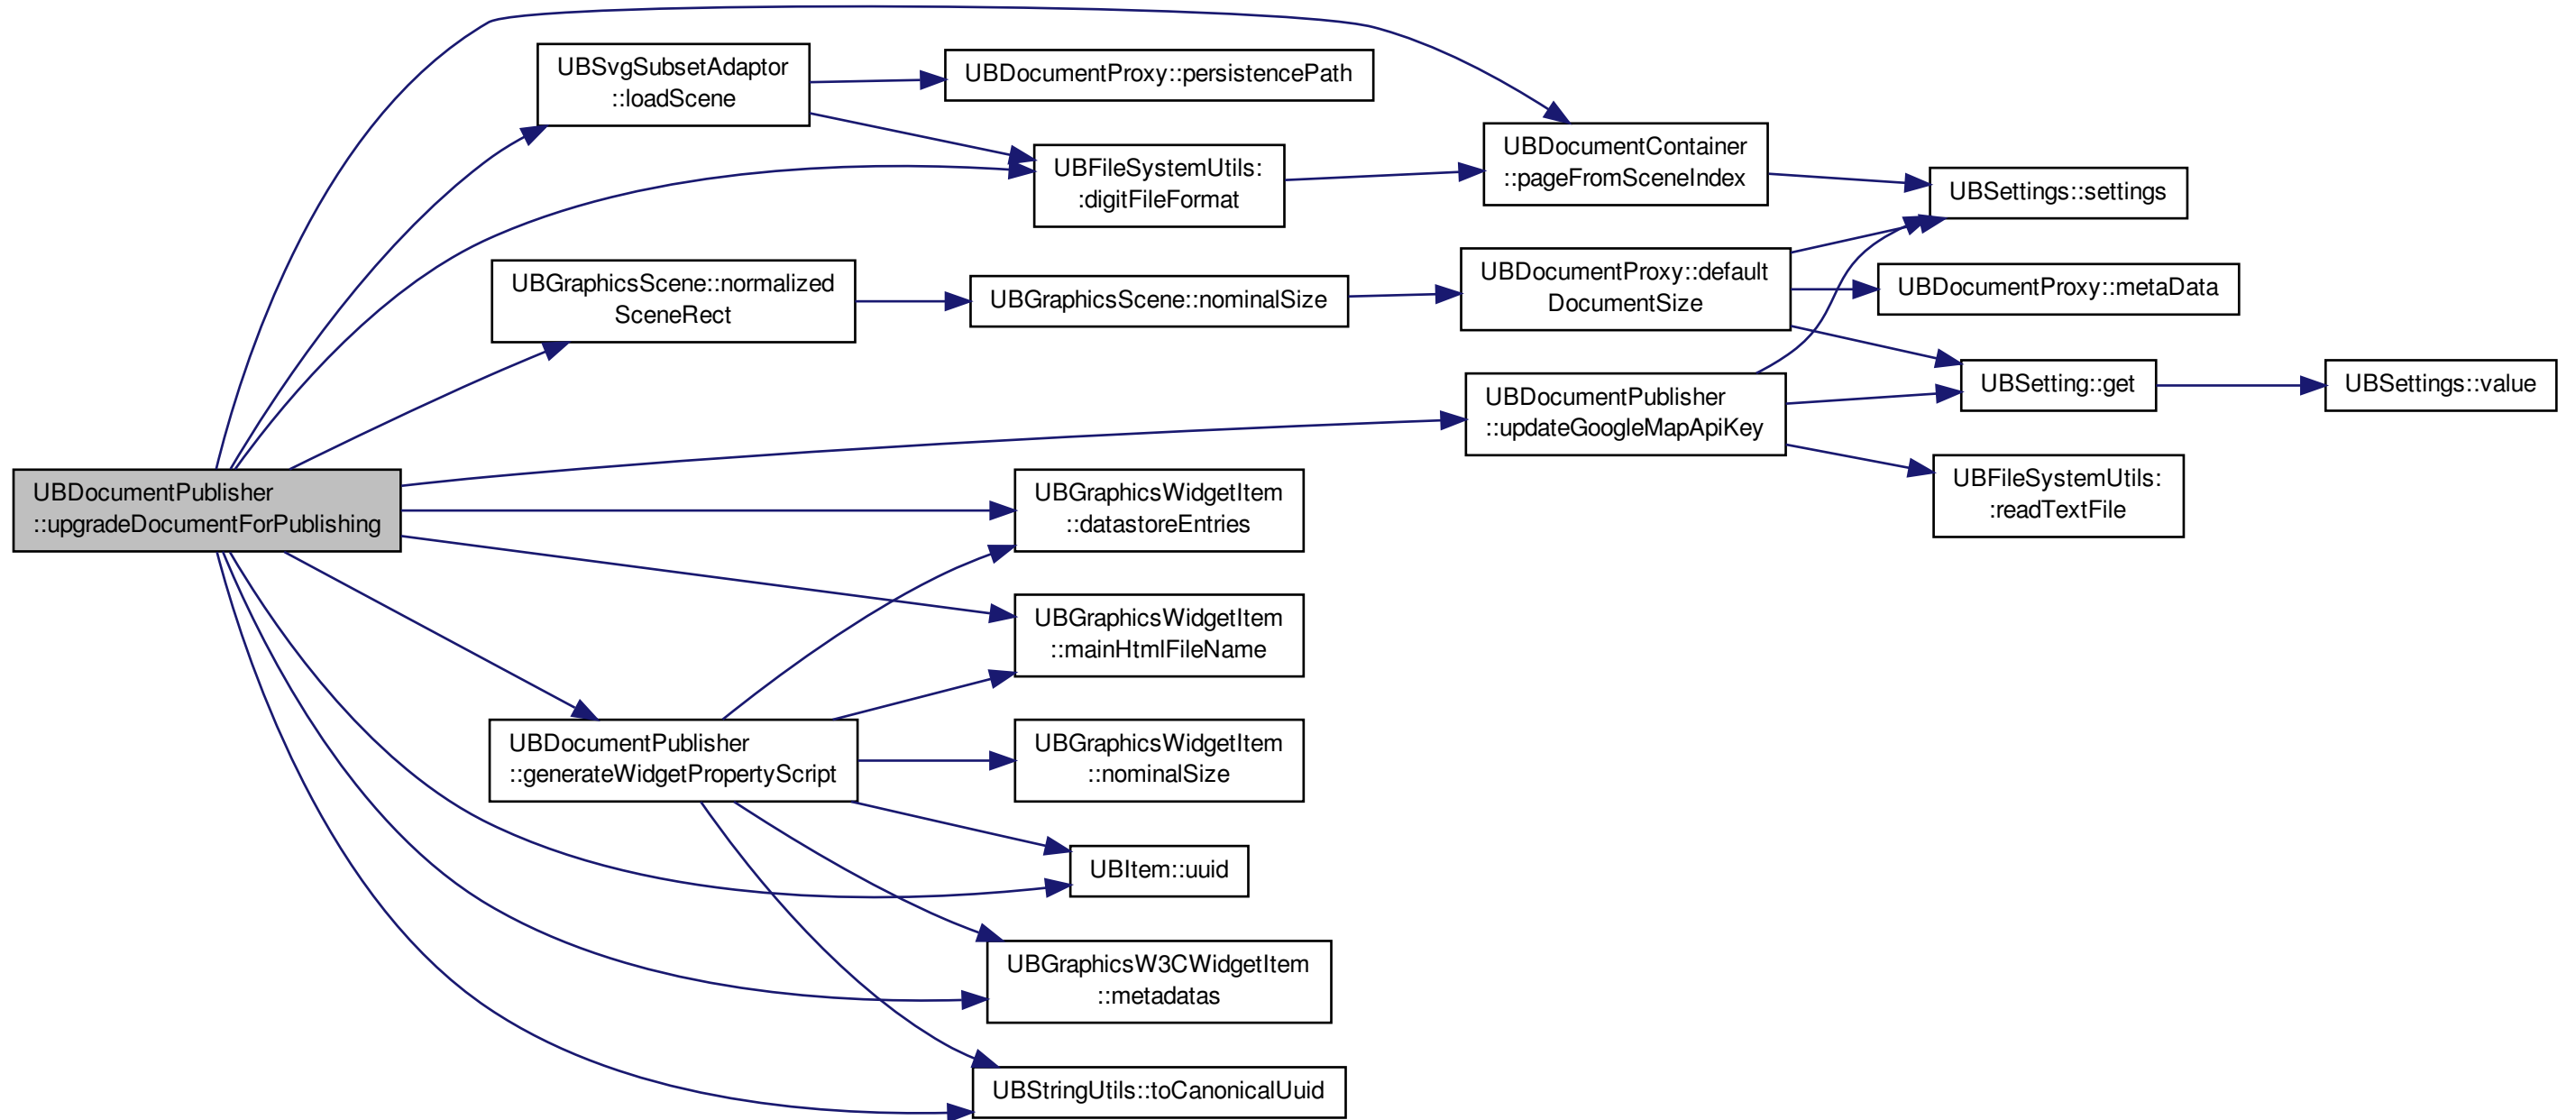 UBSvgSubsetAdaptor
::loadScene
UBDocumentProxy::persistencePath
UBFileSystemUtils:
:digitFileFormat
UBDocumentContainer
::pageFromSceneIndex
UBSettings::settings
UBGraphicsScene::normalized
SceneRect
UBGraphicsScene::nominalSize
UBDocumentProxy::default
DocumentSize
UBDocumentProxy::metaData
UBSetting::get
UBSettings::value
UBDocumentPublisher
::updateGoogleMapApiKey
UBFileSystemUtils:
:readTextFile
UBDocumentPublisher
::upgradeDocumentForPublishing
UBGraphicsWidgetItem
::datastoreEntries
UBGraphicsWidgetItem
::mainHtmlFileName
UBDocumentPublisher
::generateWidgetPropertyScript
UBGraphicsWidgetItem
::nominalSize
UBItem::uuid
UBGraphicsW3CWidgetItem
::metadatas
UBStringUtils::toCanonicalUuid